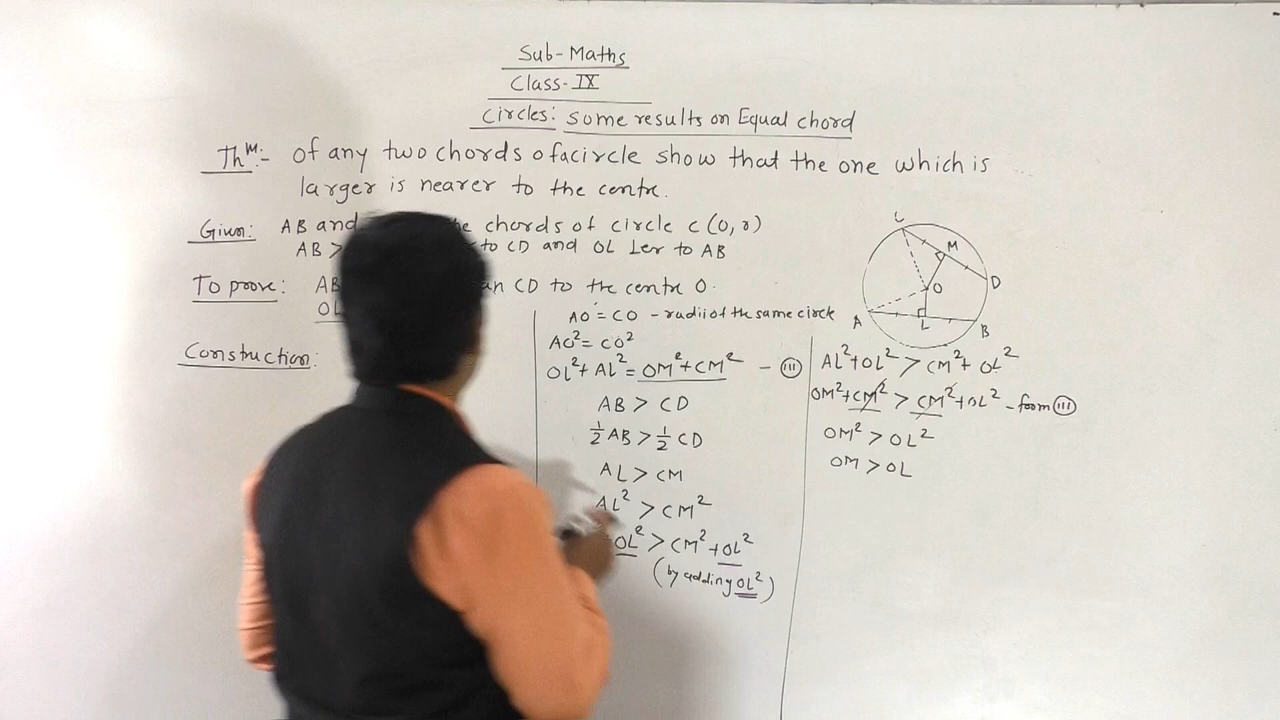 Sub-Maths
Class-IX
Circles: Some results on Equal chord
Thᵐ:- of any two chords of a circle show that the one which is
larger is nearer to the centre.
Given: AB and chords of circle c(O, r)
AB > to CD and OL Ler to AB
To prove: AB CD to the centre O.
OL
Construction:
AO = CO - radii of the same circle
AO² = CO²
OL² + AL² = OM² + CM² - (III)
AB > CD
½ AB > ½ CD
AL > CM
AL² > CM²
OL² > CM² + OL²
(by adding OL²)
C
M
D
O
A
L
B
AL² + OL² > CM² + OL²
OM² + CM² > CM² + OL² - from (III)
OM² > OL²
OM > OL